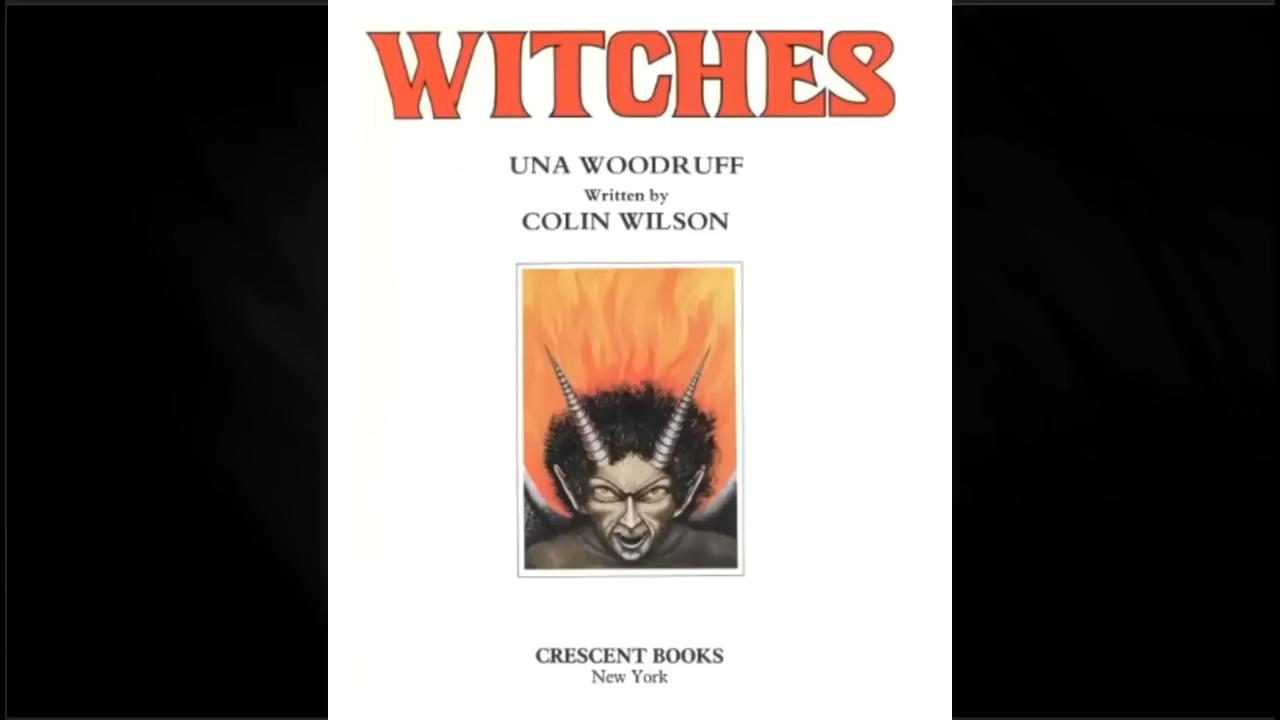 WITCHES
UNA WOODRUFF
Written by
COLIN WILSON
CRESCENT BOOKS
New York